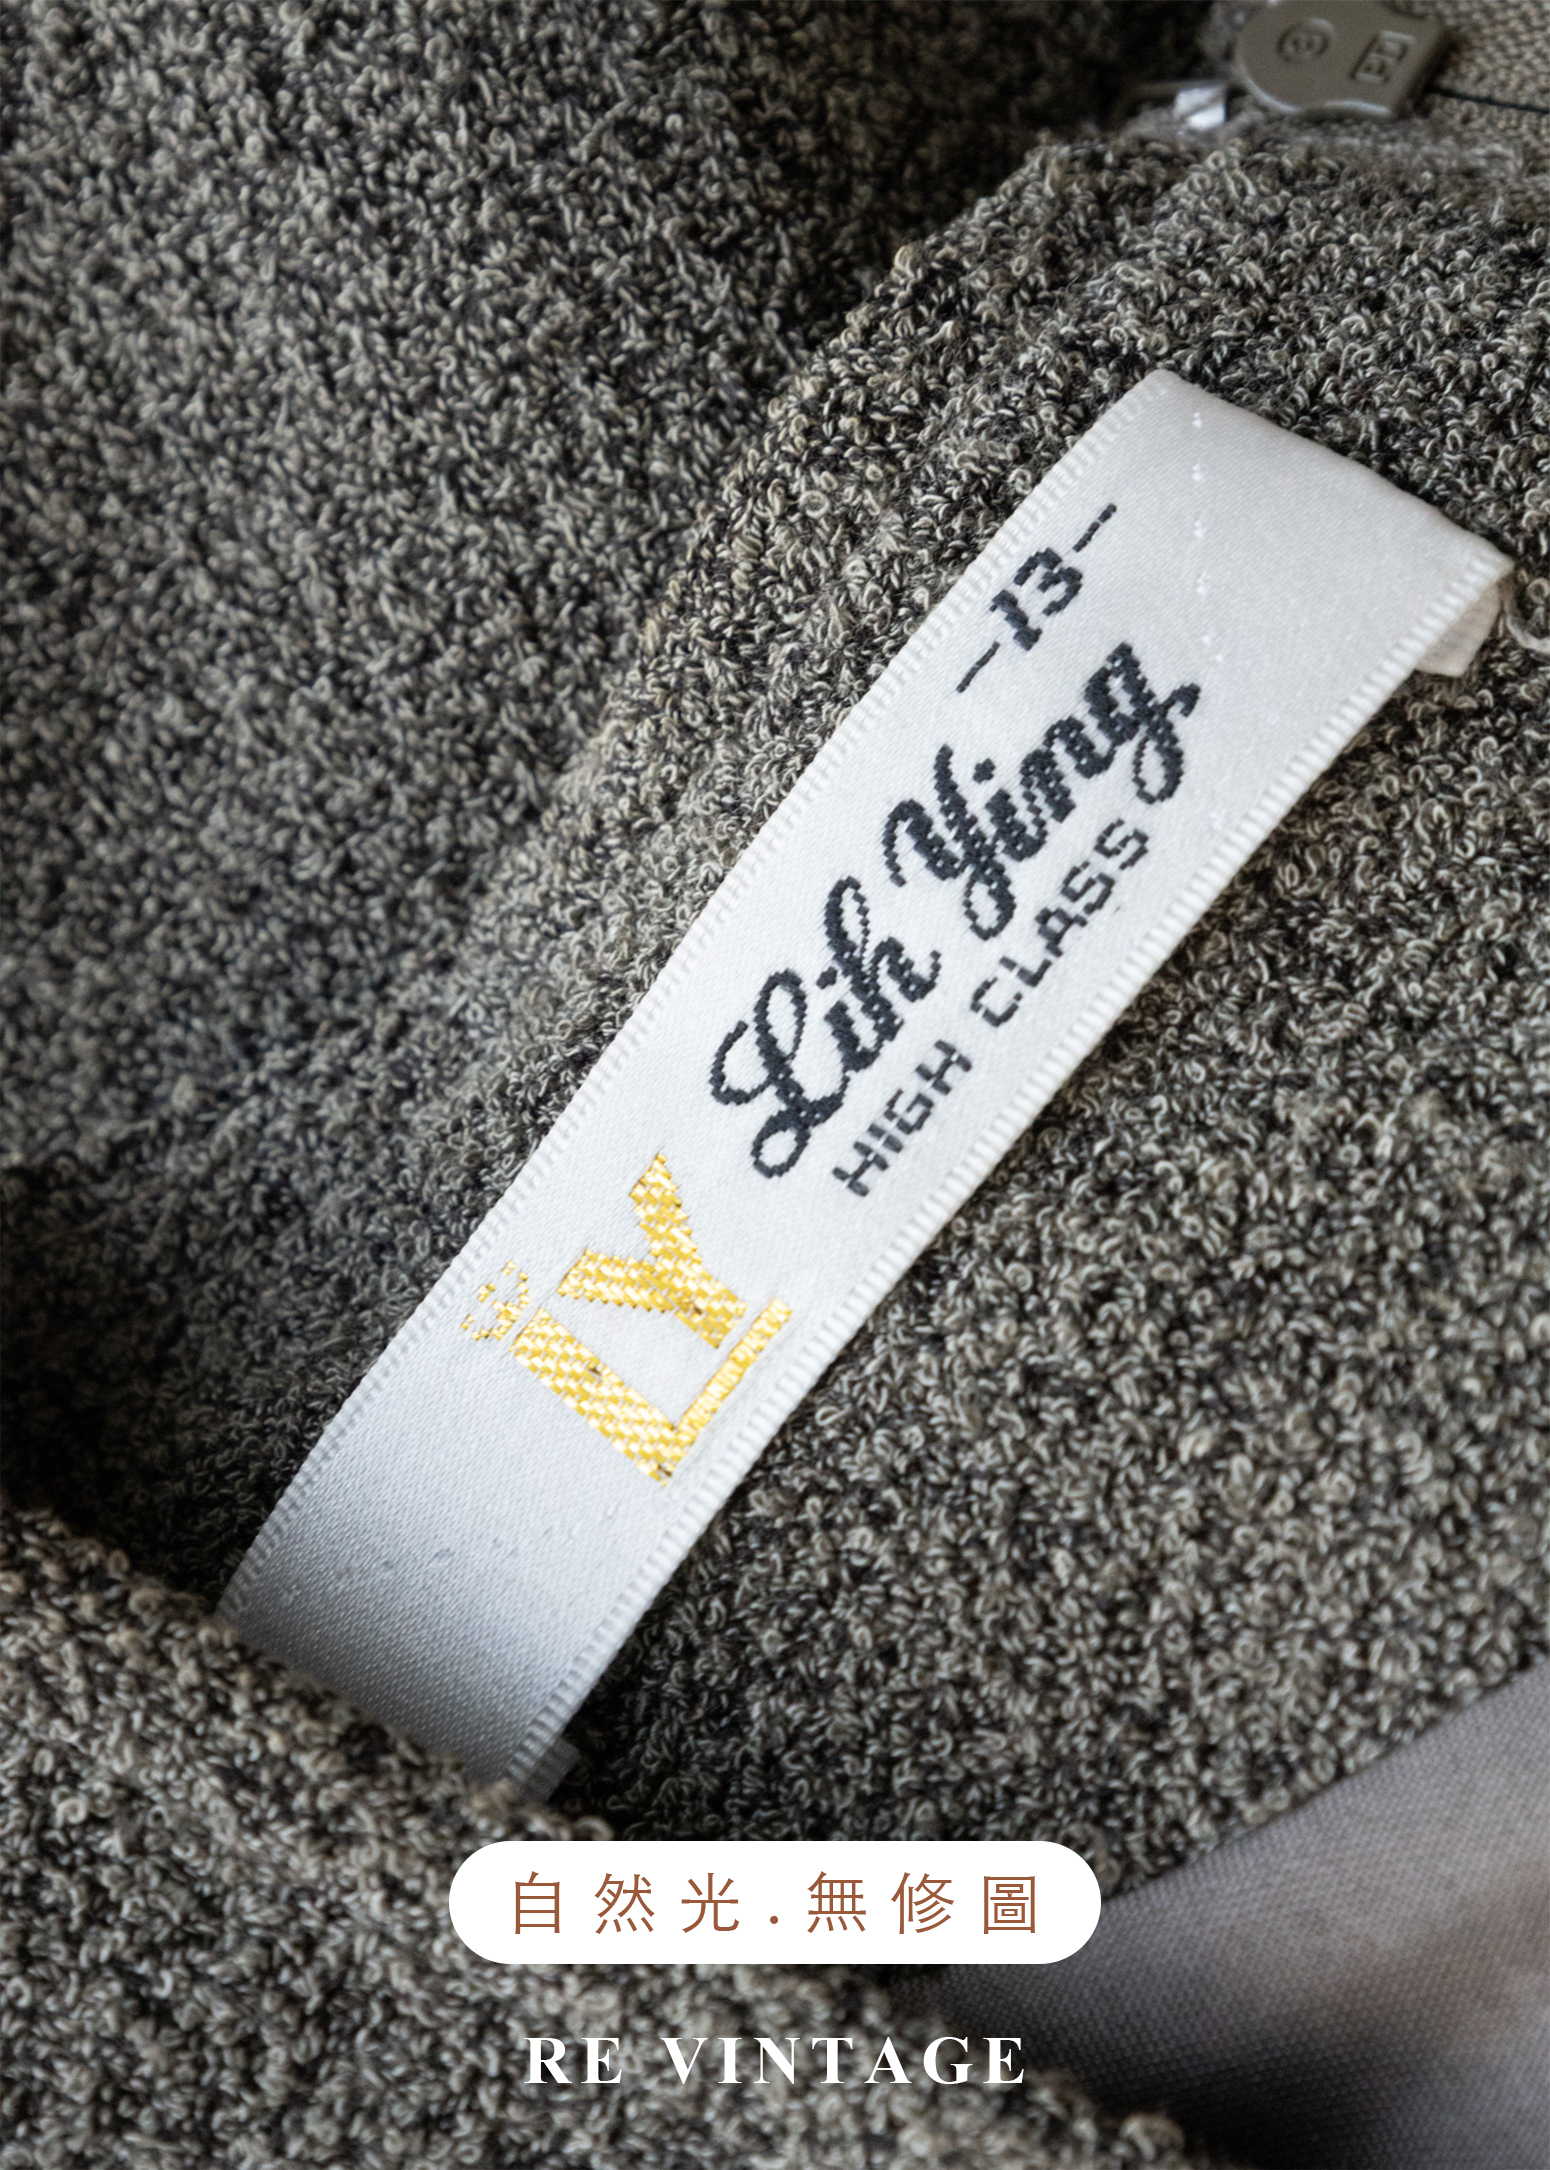 -13-
Lih Ying
HIGH CLASS
LY
自然光.無修圖
RE VINTAGE